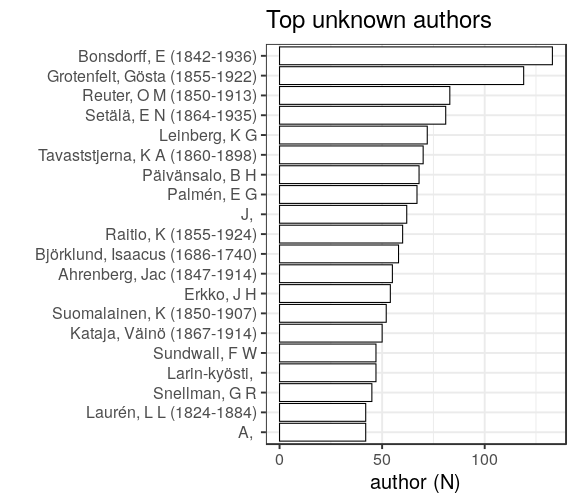 Top unknown authors
Bonsdorff, E (1842-1936)
Grotenfelt, Gösta (1855-1922)
Reuter, O M (1850-1913)
Setälä, E N (1864-1935)
Leinberg, K G
Tavaststjerna, K A (1860-1898)
Päivänsalo, B H
Palmén, E G
J,
Raitio, K (1855-1924)
Björklund, Isaacus (1686-1740)
Ahrenberg, Jac (1847-1914)
Erkko, J H
Suomalainen, K (1850-1907)
Kataja, Väinö (1867-1914)
Sundwall, F W
Larin-kyösti,
Snellman, G R
Laurén, L L (1824-1884)
A,
0 50 100
author (N)